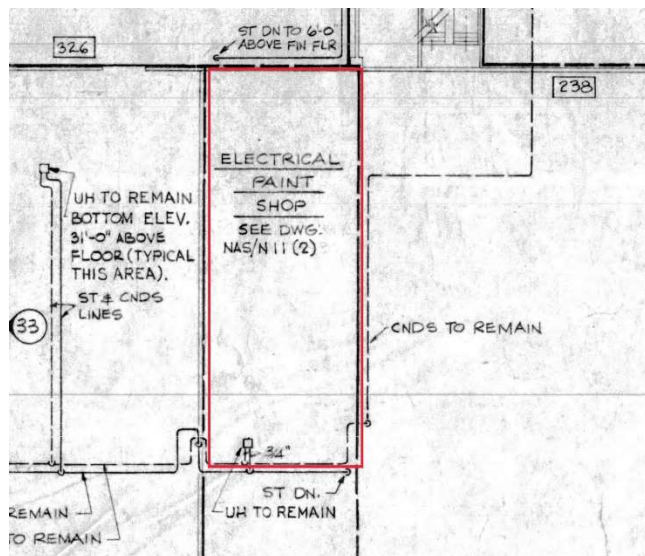 ST DN TO 6'-0
ABOVE FIN FLR
326
238
ELECTRICAL
PAINT
SHOP
SEE DWG.
NAS/N 11 (2)
UH TO REMAIN
BOTTOM ELEV.
31'-0" ABOVE
FLOOR (TYPICAL
THIS AREA).
ST & CNDS
LINES
33
CNDS TO REMAIN
3/4"
ST DN.
UH TO REMAIN
REMAIN
TO REMAIN